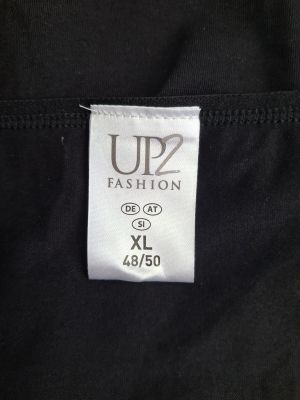 UP2
FASHION
DE AT
SI
XL
48/50